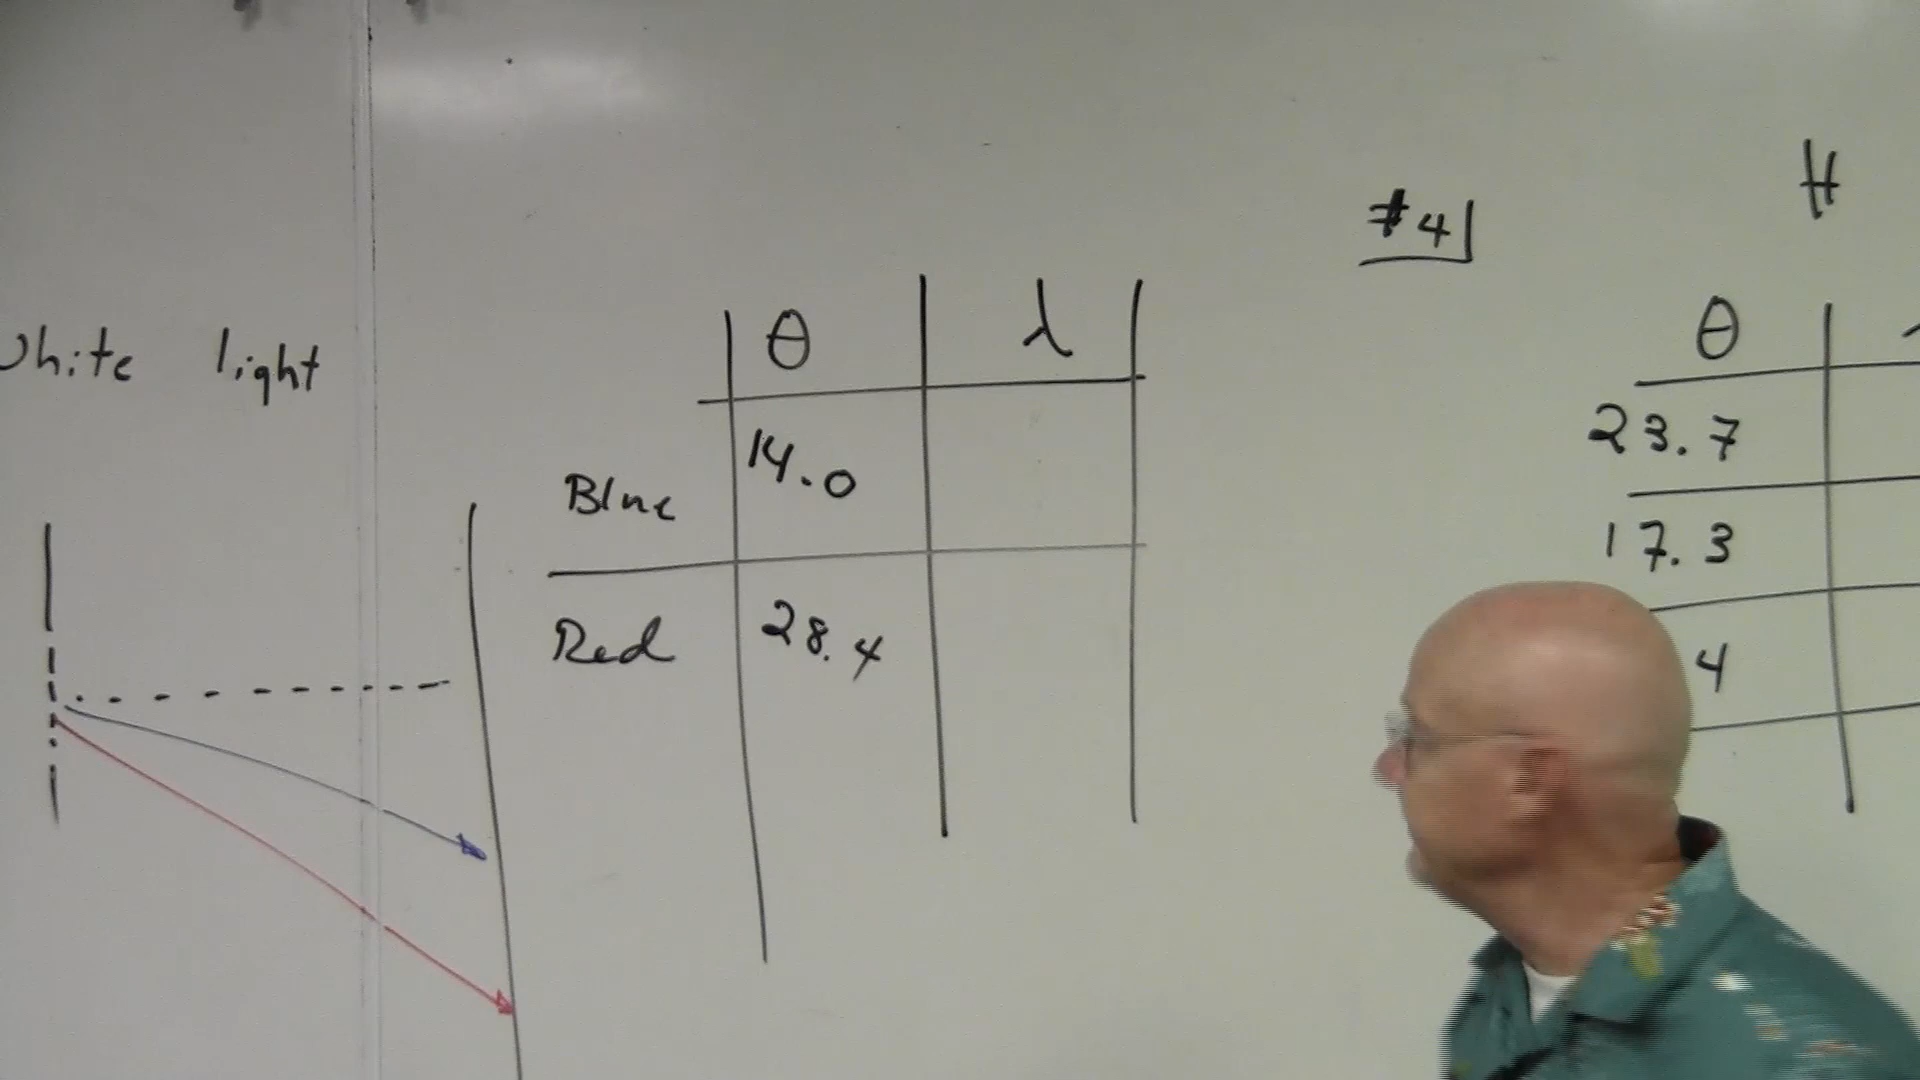 White light
θ λ
Blue 14.0
Red 28.4
#4
H
θ
23.7
17.3
4